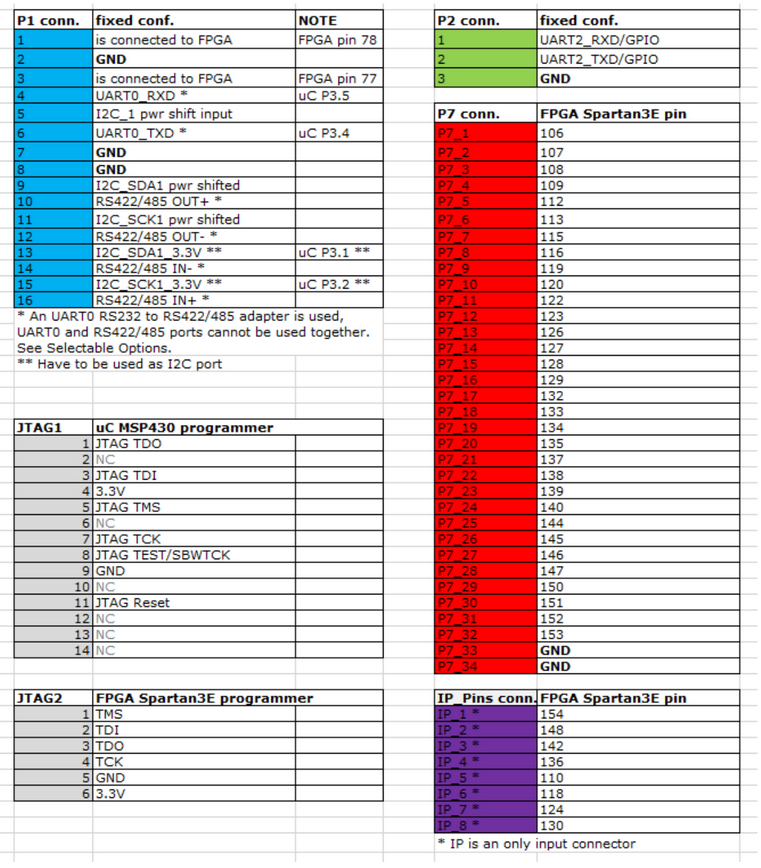 P1 conn. fixed conf. NOTE
1 is connected to FPGA FPGA pin 78
2 GND
3 is connected to FPGA FPGA pin 77
4 UART0_RXD * uC P3.5
5 I2C_1 pwr shift input
6 UART0_TXD * uC P3.4
7 GND
8 GND
9 I2C_SDA1 pwr shifted
10 RS422/485 OUT+ *
11 I2C_SCK1 pwr shifted
12 RS422/485 OUT- *
13 I2C_SDA1_3.3V ** uC P3.1 **
14 RS422/485 IN- *
15 I2C_SCK1_3.3V ** uC P3.2 **
16 RS422/485 IN+ *
* An UART0 RS232 to RS422/485 adapter is used,
UART0 and RS422/485 ports cannot be used together.
See Selectable Options.
** Have to be used as I2C port
JTAG1 uC MSP430 programmer
1 JTAG TDO
2 NC
3 JTAG TDI
4 3.3V
5 JTAG TMS
6 NC
7 JTAG TCK
8 JTAG TEST/SBWTCK
9 GND
10 NC
11 JTAG Reset
12 NC
13 NC
14 NC
JTAG2 FPGA Spartan3E programmer
1 TMS
2 TDI
3 TDO
4 TCK
5 GND
6 3.3V
P2 conn. fixed conf.
1 UART2_RXD/GPIO
2 UART2_TXD/GPIO
3 GND
P7 conn. FPGA Spartan3E pin
P7_1 106
P7_2 107
P7_3 108
P7_4 109
P7_5 112
P7_6 113
P7_7 115
P7_8 116
P7_9 119
P7_10 120
P7_11 122
P7_12 123
P7_13 126
P7_14 127
P7_15 128
P7_16 129
P7_17 132
P7_18 133
P7_19 134
P7_20 135
P7_21 137
P7_22 138
P7_23 139
P7_24 140
P7_25 144
P7_26 145
P7_27 146
P7_28 147
P7_29 150
P7_30 151
P7_31 152
P7_32 153
P7_33 GND
P7_34 GND
IP_Pins conn. FPGA Spartan3E pin
IP_1 * 154
IP_2 * 148
IP_3 * 142
IP_4 * 136
IP_5 * 110
IP_6 * 118
IP_7 * 124
IP_8 * 130
* IP is an only input connector